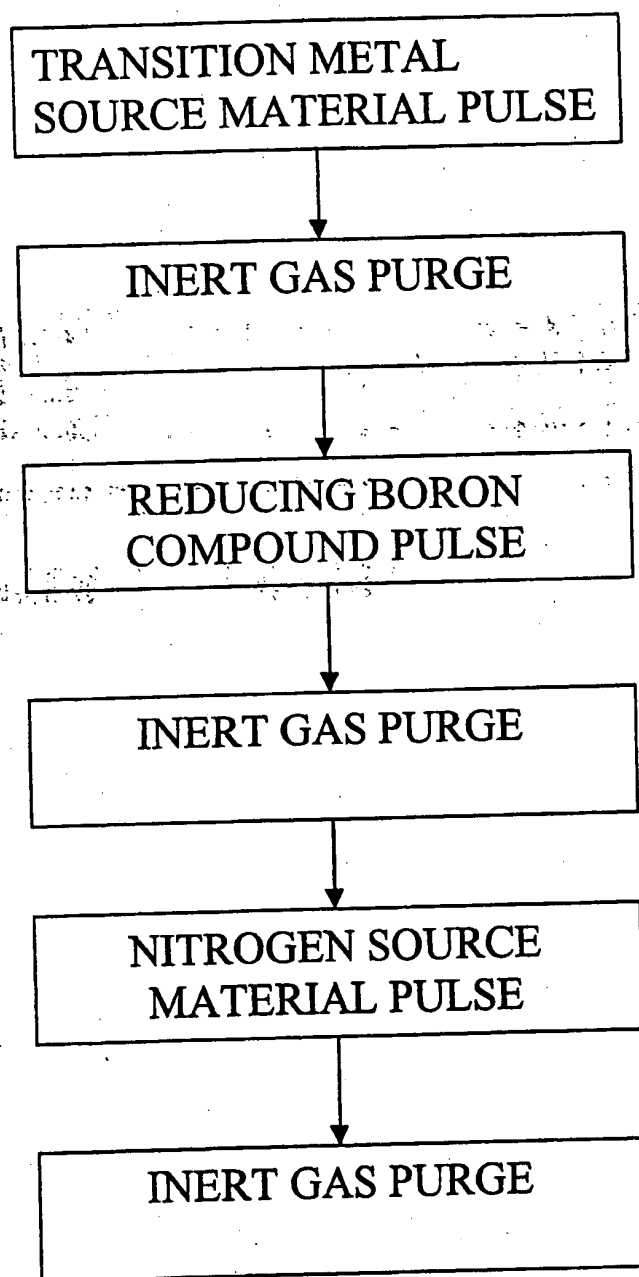 TRANSITION METAL
SOURCE MATERIAL PULSE
INERT GAS PURGE
REDUCING BORON
COMPOUND PULSE
INERT GAS PURGE
NITROGEN SOURCE
MATERIAL PULSE
INERT GAS PURGE